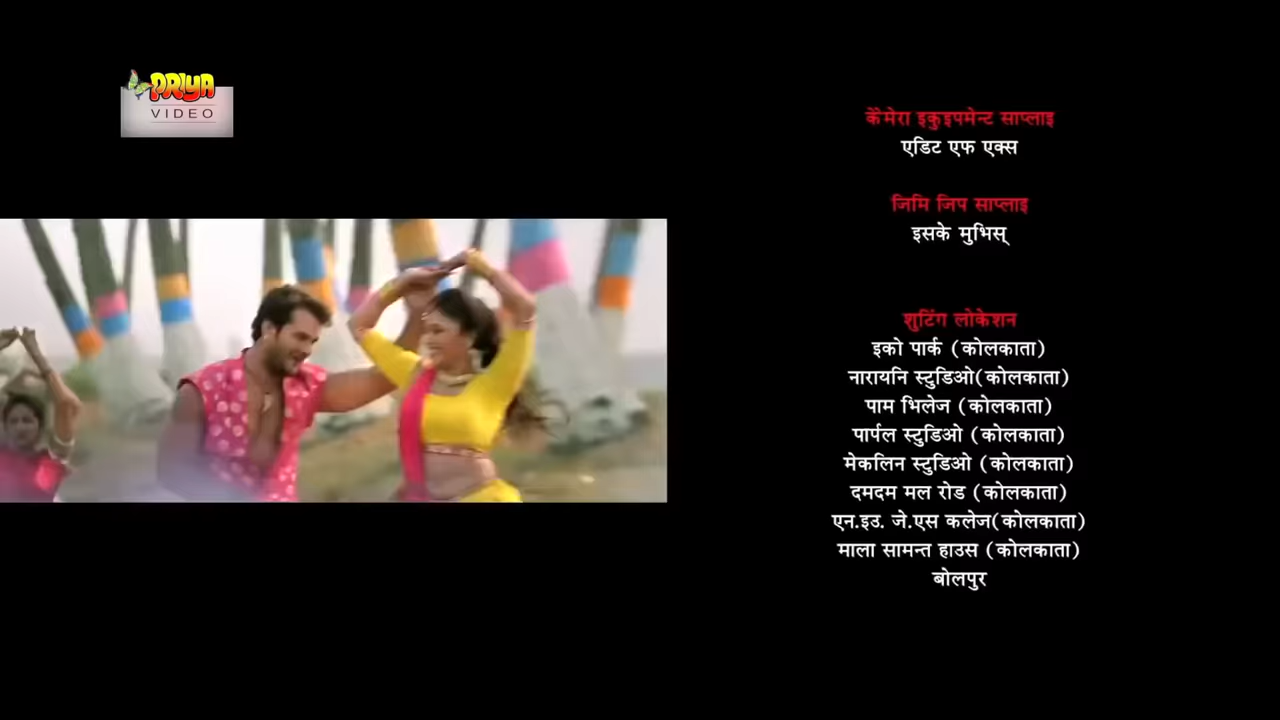 PRIYA
VIDEO
केमेरा इकुइपमेन्ट साप्लाइ
एडिट एफ एक्स
जिमि जिप साप्लाइ
इसके मुभिस्
शुटिंग लोकेशन
इको पार्क (कोलकाता)
नारायनि स्टुडिओ(कोलकाता)
पाम भिलेज (कोलकाता)
पार्पल स्टुडिओ (कोलकाता)
मेकलिन स्टुडिओ (कोलकाता)
दमदम मल रोड (कोलकाता)
एन.इउ. जे.एस कलेज(कोलकाता)
माला सामन्त हाउस (कोलकाता)
बोलपुर